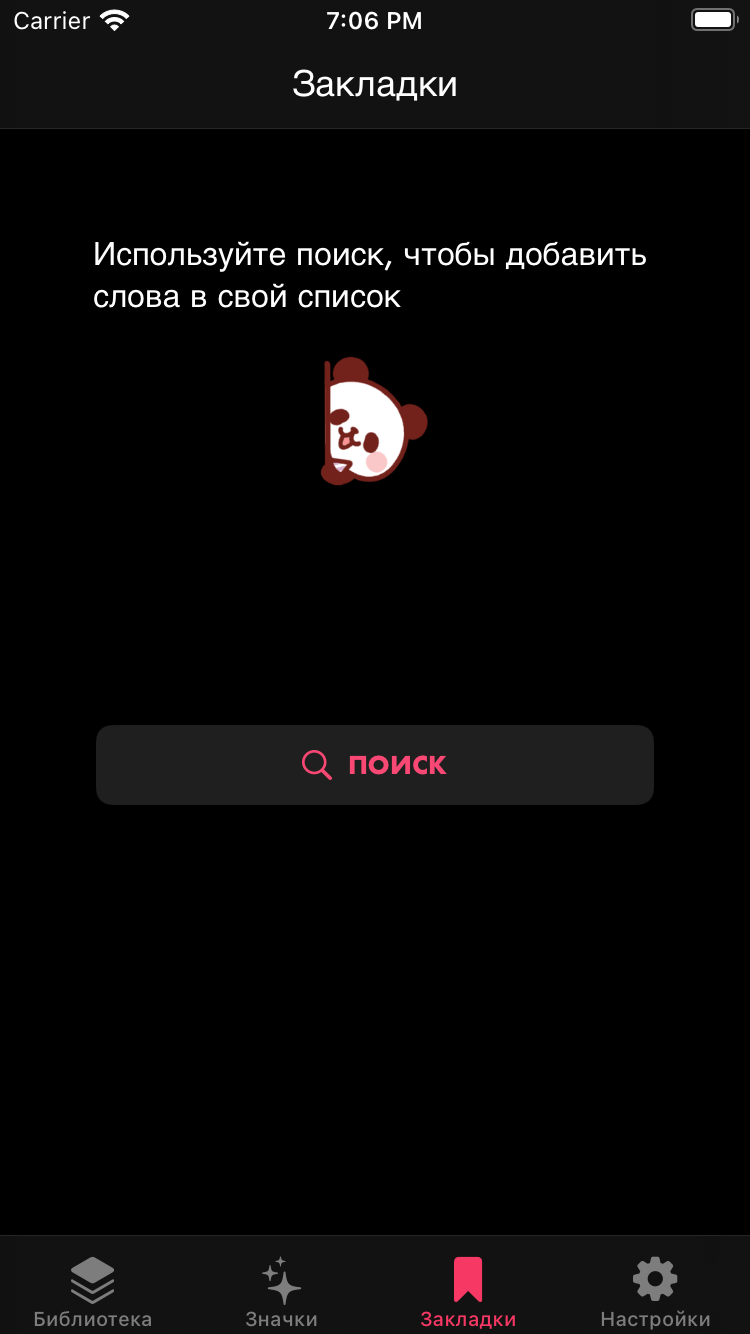 Carrier
7:06 PM
Закладки
Используйте поиск, чтобы добавить
слова в свой список
ПОИСК
Библиотека
Значки
Закладки
Настройки